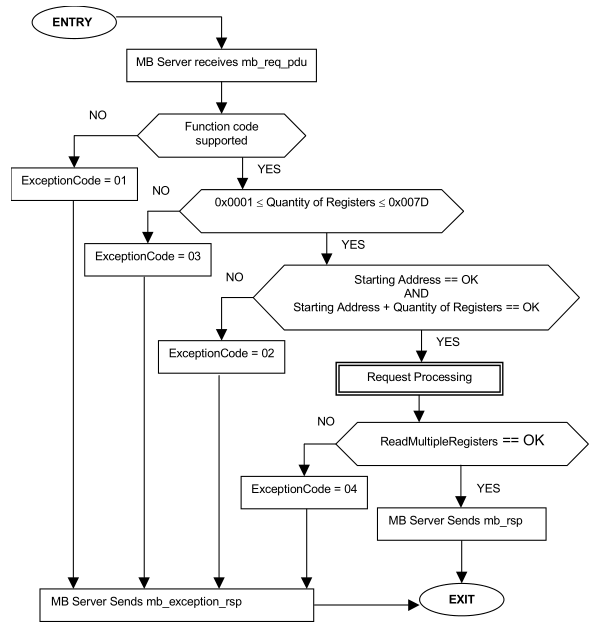 ENTRY
MB Server receives mb_req_pdu
NO
Function code
supported
YES
ExceptionCode = 01
NO
0x0001 ≤ Quantity of Registers ≤ 0x007D
YES
ExceptionCode = 03
NO
Starting Address == OK
AND
Starting Address + Quantity of Registers == OK
YES
ExceptionCode = 02
Request Processing
NO
ReadMultipleRegisters == OK
YES
ExceptionCode = 04
MB Server Sends mb_rsp
MB Server Sends mb_exception_rsp
EXIT